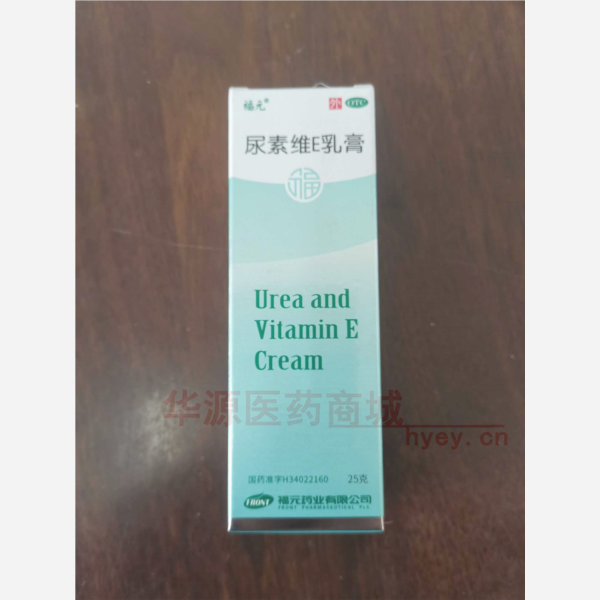 福元®
外 OTC
尿素维E乳膏
福
Urea and
Vitamin E
Cream
华源医药商城
hyey.cn
国药准字H34022160 25克
FRONT 福元药业有限公司
FRONT PHARMACEUTICAL PLC